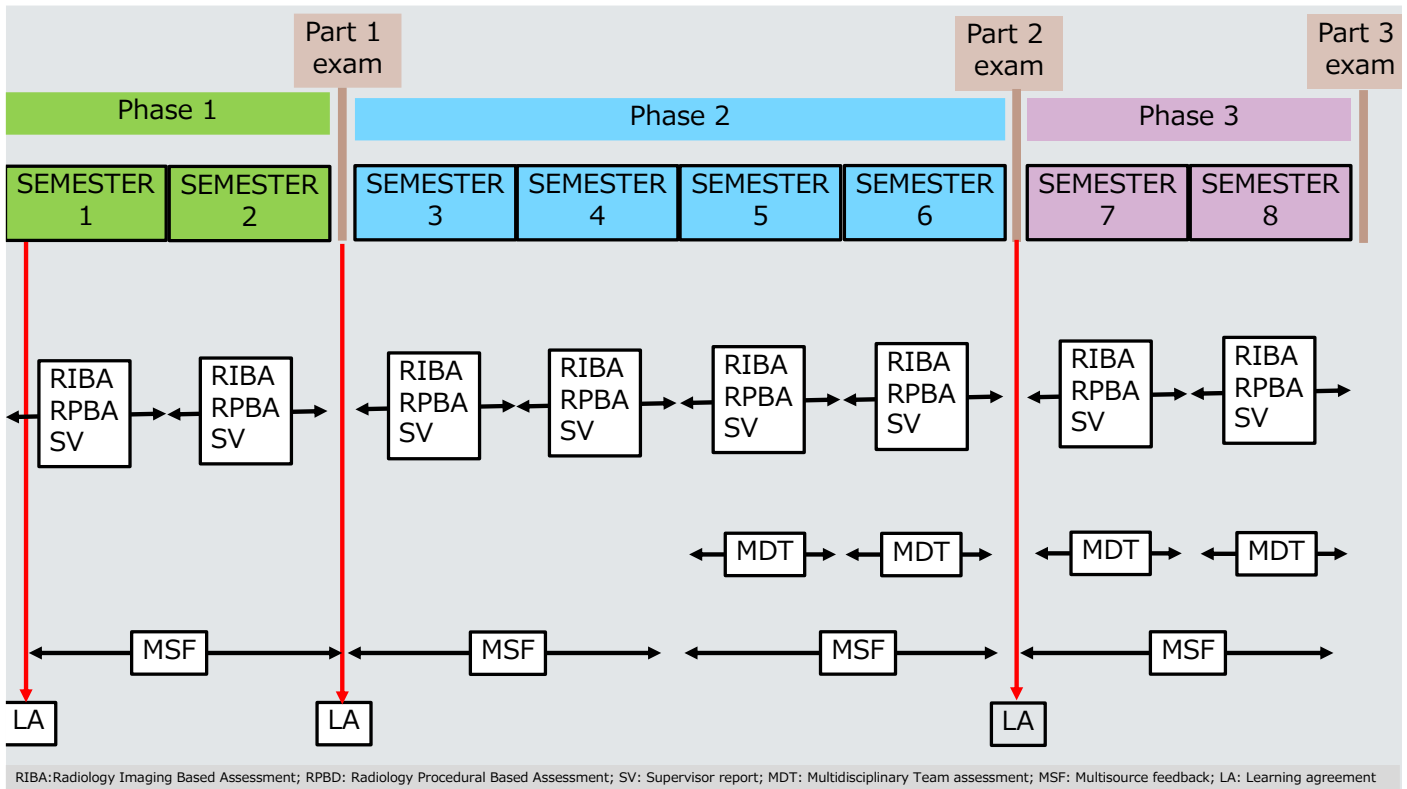 Part 1
exam
Part 2
exam
Part 3
exam
Phase 1
Phase 2
Phase 3
SEMESTER
1
SEMESTER
2
SEMESTER
3
SEMESTER
4
SEMESTER
5
SEMESTER
6
SEMESTER
7
SEMESTER
8
RIBA
RPBA
SV
RIBA
RPBA
SV
RIBA
RPBA
SV
RIBA
RPBA
SV
RIBA
RPBA
SV
RIBA
RPBA
SV
RIBA
RPBA
SV
RIBA
RPBA
SV
MDT
MDT
MDT
MDT
MSF
MSF
MSF
MSF
LA
LA
LA
RIBA:Radiology Imaging Based Assessment; RPBD: Radiology Procedural Based Assessment; SV: Supervisor report; MDT: Multidisciplinary Team assessment; MSF: Multisource feedback; LA: Learning agreement